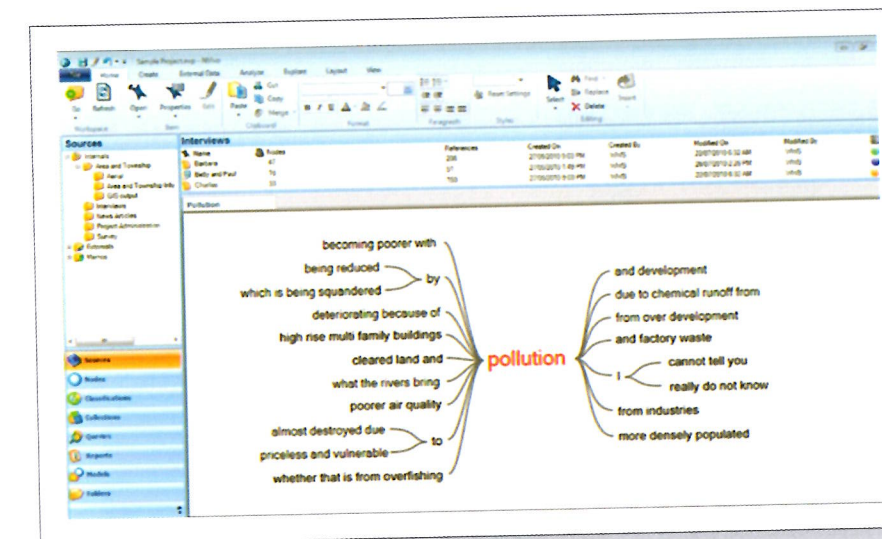 Sample Project.nvp - NVivo
Home Create External Data Analyze Explore Layout View
Go Refresh Open Properties Edit Paste Cut
Copy
Merge
Reset Settings Select Find
Replace
Delete
Insert
Workspace Item Clipboard Format Paragraph Styles Editing
Sources
Internals
Area and Township
Aerial
Area and Township Info
GIS output
Interviews
News Articles
Project Administration
Survey
Externals
Memos
Sources
Nodes
Classifications
Collections
Queries
Reports
Models
Folders
Interviews
Name Nodes References Created On Created By Modified On Modified By
Barbara
Betty and Paul
Charles
Pollution
becoming poorer with
being reduced
by
which is being squandered
deteriorating because of
high rise multi family buildings
cleared land and
what the rivers bring
poorer air quality
almost destroyed due
to
priceless and vulnerable
whether that is from overfishing
pollution
and development
due to chemical runoff from
from over development
and factory waste
I
cannot tell you
really do not know
from industries
more densely populated